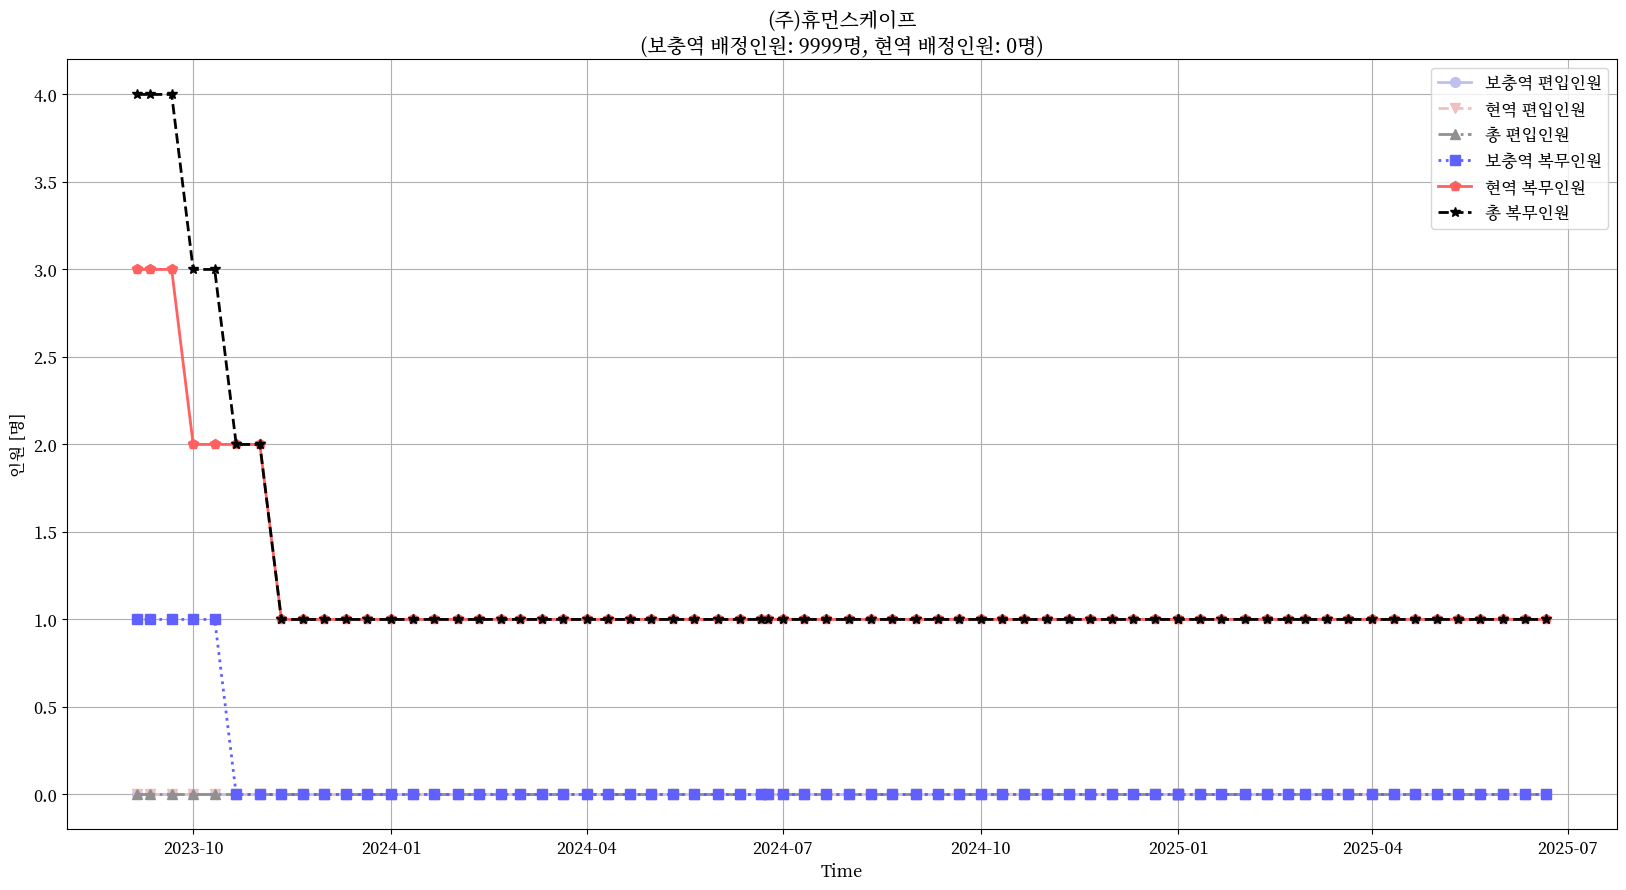 (주)휴먼스케이프
(보충역 배정인원: 9999명, 현역 배정인원: 0명)
보충역 편입인원
현역 편입인원
총 편입인원
보충역 복무인원
현역 복무인원
총 복무인원
인원 [명]
4.0
3.5
3.0
2.5
2.0
1.5
1.0
0.5
0.0
2023-10
2024-01
2024-04
2024-07
2024-10
2025-01
2025-04
2025-07
Time